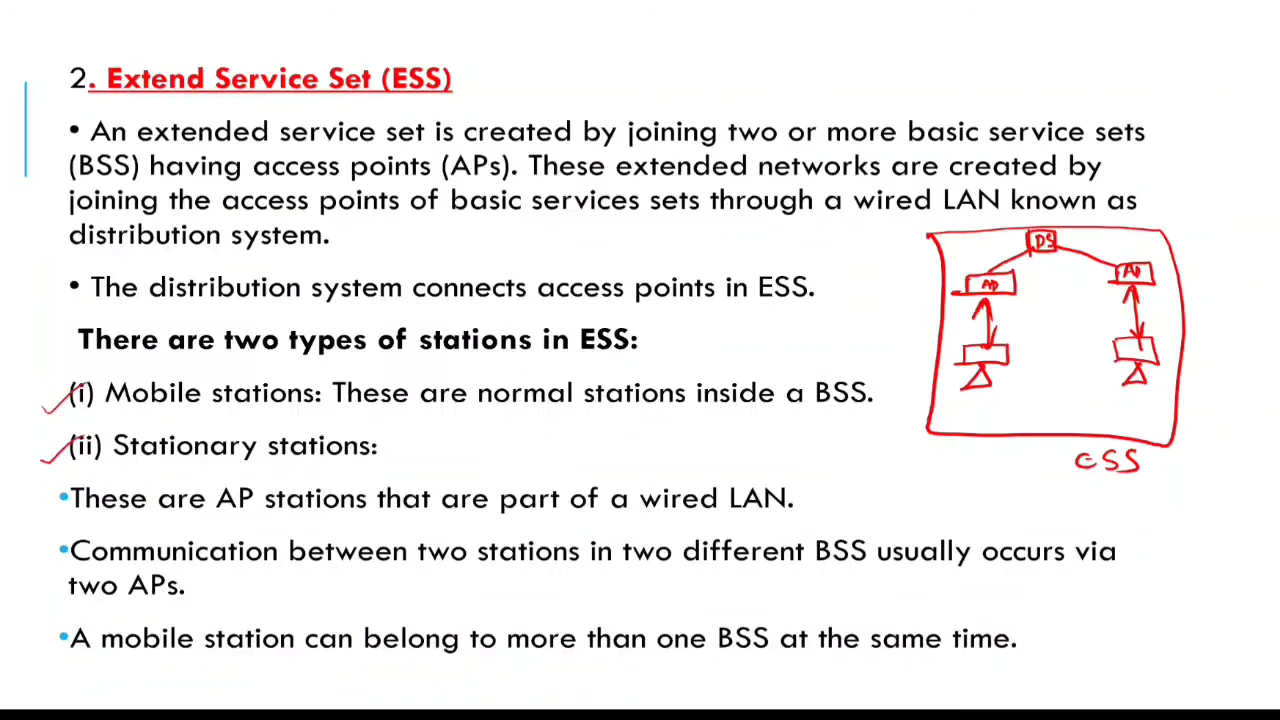 2. Extend Service Set (ESS)
• An extended service set is created by joining two or more basic service sets
(BSS) having access points (APs). These extended networks are created by
joining the access points of basic services sets through a wired LAN known as
distribution system.
• The distribution system connects access points in ESS.
There are two types of stations in ESS:
(i) Mobile stations: These are normal stations inside a BSS.
(ii) Stationary stations:
•These are AP stations that are part of a wired LAN.
•Communication between two stations in two different BSS usually occurs via
two APs.
•A mobile station can belong to more than one BSS at the same time.
DS
AP
AP
ESS